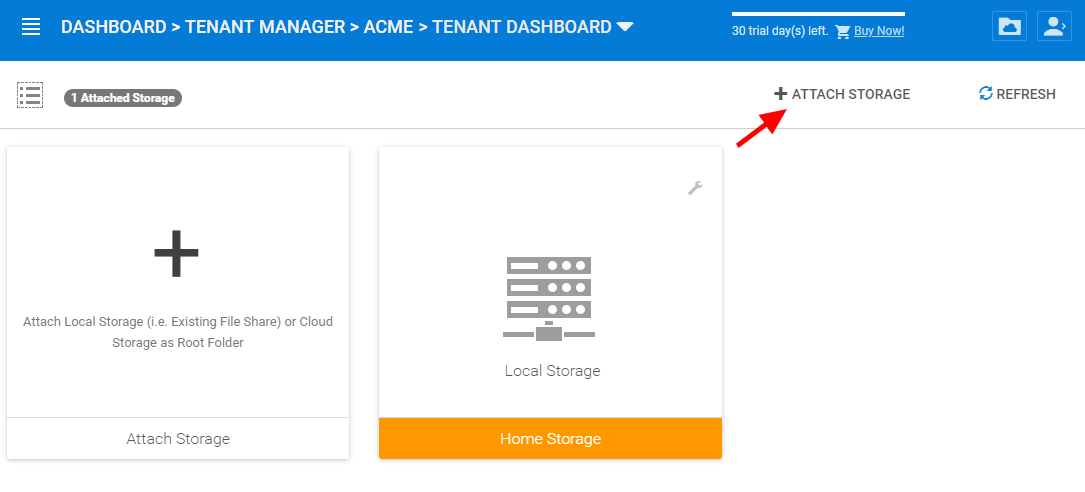 DASHBOARD > TENANT MANAGER > ACME > TENANT DASHBOARD
30 trial day(s) left. Buy Now!
1 Attached Storage
ATTACH STORAGE
REFRESH
Attach Local Storage (i.e. Existing File Share) or Cloud
Storage as Root Folder
Attach Storage
Local Storage
Home Storage